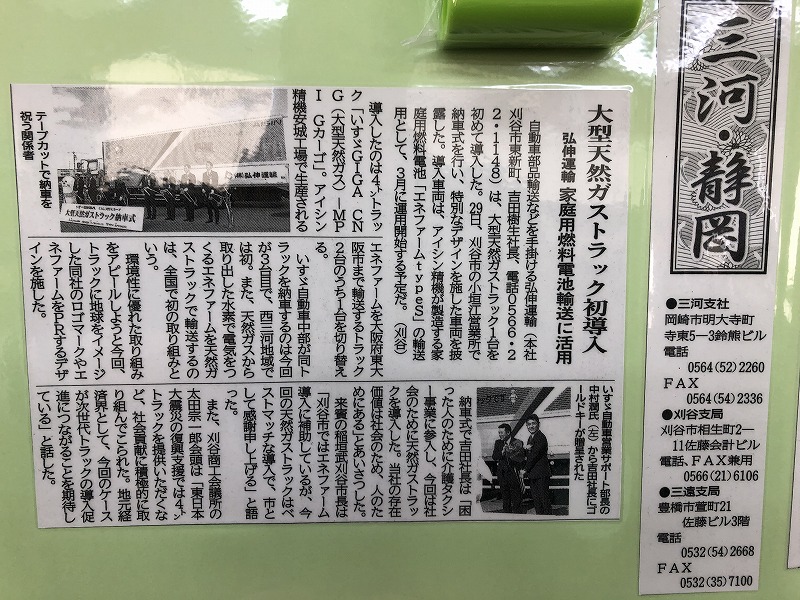 大型天然ガストラック初導入
弘伸運輸 家庭用燃料電池輸送に活用
自動車部品輸送などを手掛ける弘伸運輸(本社
刈谷市東新町、吉田樹生社長、電話0566・2
2・1148)は、大型天然ガストラック1台を
初めて導入した。29日、刈谷市の小垣江営業所で
納車式を行い、特別なデザインを施した車両を披
露した。導入車両は、アイシン精機が製造する家
庭用燃料電池「エネファームtypeS」の輸送
用として、3月に運用開始する予定だ。(刈谷)
導入したのは4㌧トラッ
ク「いすゞGIGA CN
G(大型天然ガス)―MP
IGカーゴ」。アイシン
精機安城工場で生産される
大型天然ガストラック納車式
弘伸運輸
テープカットで納車を
祝う関係者
エネファームを大阪府東大
阪市まで輸送するトラック
2台のうち1台を切り替え
る。
いすゞ自動車中部が同ト
ラックを納車するのは今回
が3台目で、西三河地域で
は初。また、天然ガスから
取り出した水素で電気をつ
くるエネファームを天然ガ
ストラックで輸送するの
は、全国で初の取り組みと
いう。
環境性に優れた取り組み
をアピールしようと今回、
トラックに地球をイメージ
した同社のロゴマークやエ
ネファームをPRするデザ
インを施した。
いすゞ自動車営業サポート部長の
中村潤氏(左)から吉田社長にゴ
ールドキーが贈呈された
納車式で吉田社長は「困
った人のために介護タクシ
ー事業に参入し、今回は社
会のために天然ガストラッ
クを導入した。当社の存在
価値は社会のため、人のた
めにある」とあいさつした。
来賓の稲垣武刈谷市長は
「刈谷市ではエネファーム
導入に補助しているが、今
回の天然ガストラックはベ
ストマッチな導入で、市と
して感謝申し上げる」と語
った。
また、刈谷商工会議所の
太田宗一郎会頭は「東日本
大震災の復興支援では4㌧
トラックを提供いただくな
ど、社会貢献に積極的に取
り組んでこられた。地元経
済界として、今回のケース
が次世代トラックの導入促
進につながることを期待し
ている」と話した。
三河・静岡
●三河支社
岡崎市明大寺町
寺東5―3鈴熊ビル
電話
0564(52)2260
FAX
0564(54)2336
●刈谷支局
刈谷市相生町2―
11佐藤会計ビル
電話、FAX兼用
0566(21)6106
●三遠支局
豊橋市萱町21
佐藤ビル3階
電話
0532(54)2668
FAX
0532(35)7100